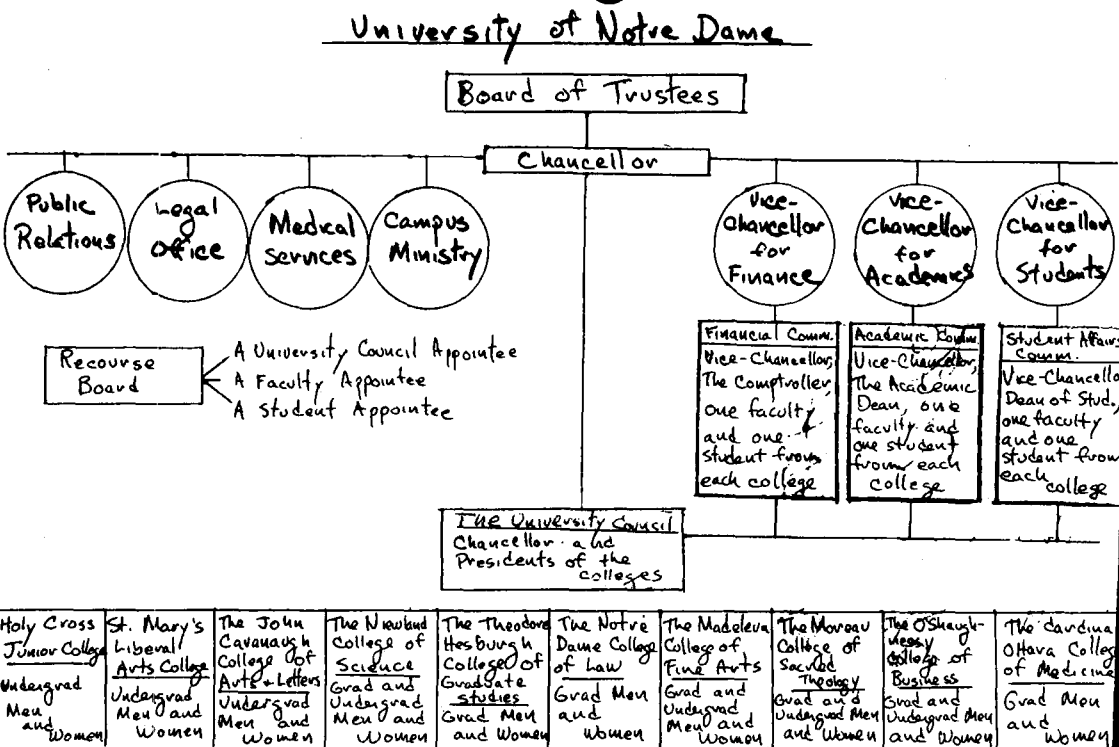 University of Notre Dame
Board of Trustees
Chancellor
Public
Relations
Legal
Office
Medical
services
Campus
Ministry
Vice-
Chancellor
for
Finance
Vice-
Chancellor
for
Academics
Vice-
Chancellor
for
Students
Recourse
Board
A University Council Appointee
A Faculty Appointee
A Student Appointee
Financial Comm.
Vice-Chancellor,
The Comptroller,
one faculty
and one
student from
each college
Academic Comm.
Vice-Chancellor,
The Academic
Dean, one
faculty and
one student
from each
college
Student Affairs
Comm.
Vice-Chancello
Dean of Stud.,
one faculty
and one
student from
each college
The University Council
Chancellor and
Presidents of the
colleges
Holy Cross
Junior College
Undergrad
Men
and
Women
St. Mary's
Liberal
Arts College
Undergrad
Men and
Women
The John
Cavanaugh
College of
Arts & Letters
Undergrad
Men and
Women
The Niewland
College of
Science
Grad and
Undergrad
Men and
Women
The Theodore
Hesburgh
College of
Graduate
studies
Grad Men
and Women
The Notre
Dame College
of Law
Grad Men
and
Women
The Madeleva
College of
Fine Arts
Grad and
Undergrad
Men and
Women
The Moreau
College of
Sacred
Theology
Grad and
Undergrad Men
and Women
The O'Shaugh-
nessy
College of
Business
Grad and
Undergrad Men
and Women
The Cardinal
OHara College
of Medicine
Grad Men
and
Women